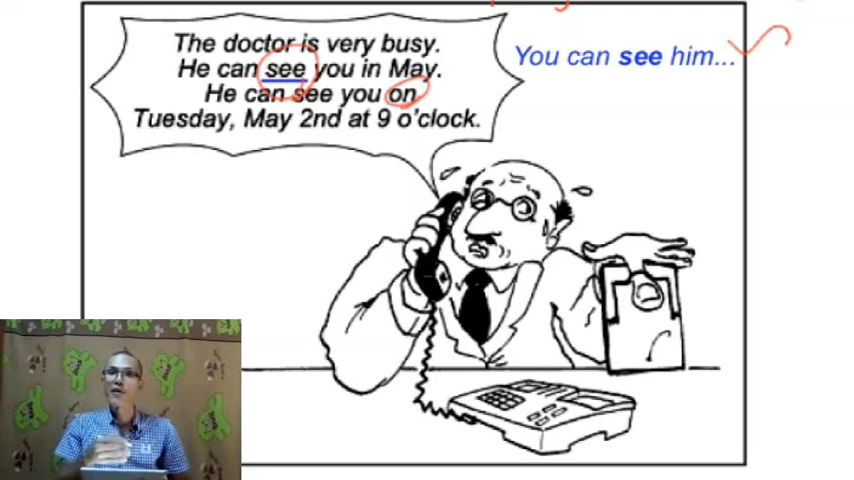 The doctor is very busy.
He can see you in May.
He can see you on
Tuesday, May 2nd at 9 o'clock.
You can see him...